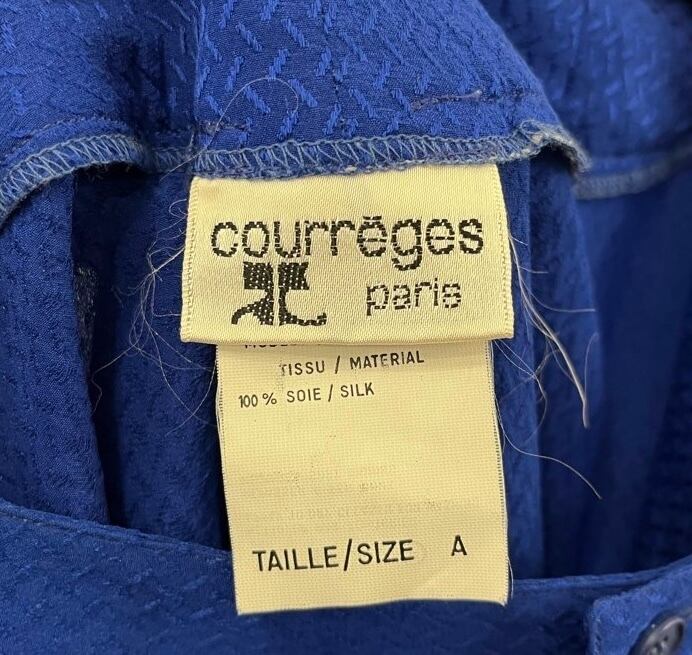 courrèges
paris
TISSU / MATERIAL
100 % SOIE / SILK
TAILLE/SIZE A